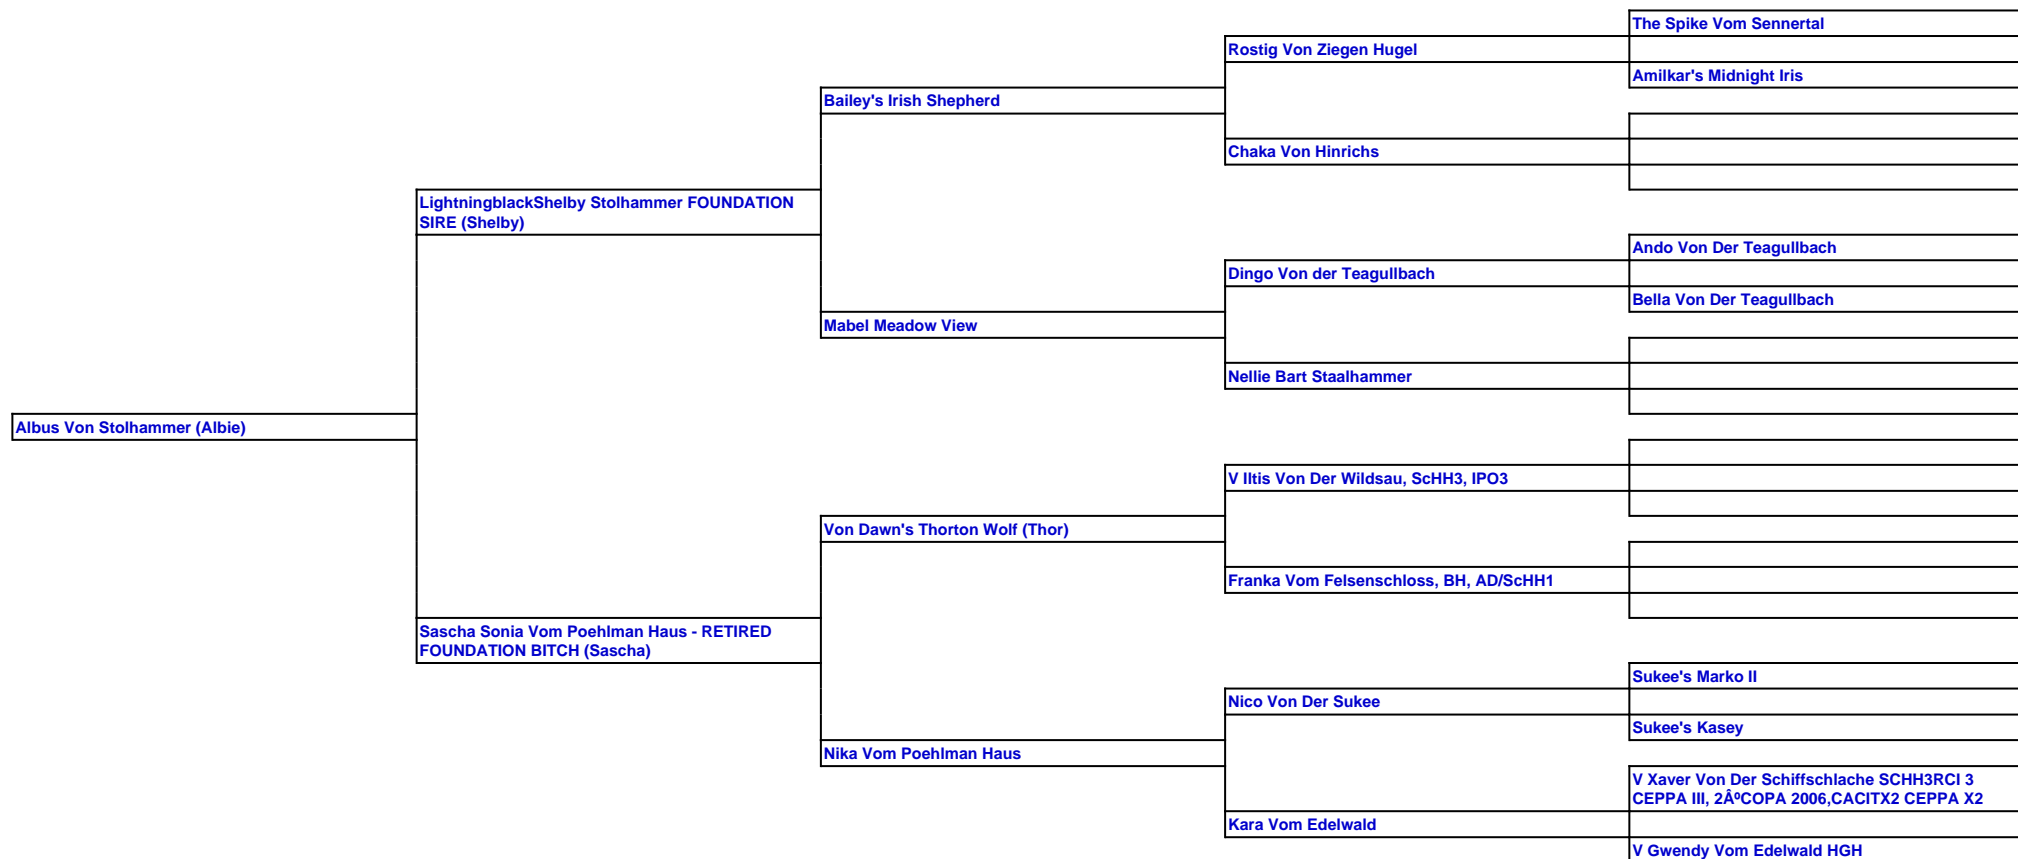 The Spike Vom Sennertal
Rostig Von Ziegen Hugel
Amilkar's Midnight Iris
Bailey's Irish Shepherd
Chaka Von Hinrichs
LightningblackShelby Stolhammer FOUNDATION
SIRE (Shelby)
Ando Von Der Teagullbach
Dingo Von der Teagullbach
Bella Von Der Teagullbach
Mabel Meadow View
Nellie Bart Staalhammer
Albus Von Stolhammer (Albie)
V Iltis Von Der Wildsau, ScHH3, IPO3
Von Dawn's Thorton Wolf (Thor)
Franka Vom Felsenschloss, BH, AD/ScHH1
Sascha Sonia Vom Poehlman Haus - RETIRED
FOUNDATION BITCH (Sascha)
Sukee's Marko II
Nico Von Der Sukee
Sukee's Kasey
Nika Vom Poehlman Haus
V Xaver Von Der Schiffschlache SCHH3RCI 3
CEPPA III, 2ÂºCOPA 2006,CACITX2 CEPPA X2
Kara Vom Edelwald
V Gwendy Vom Edelwald HGH